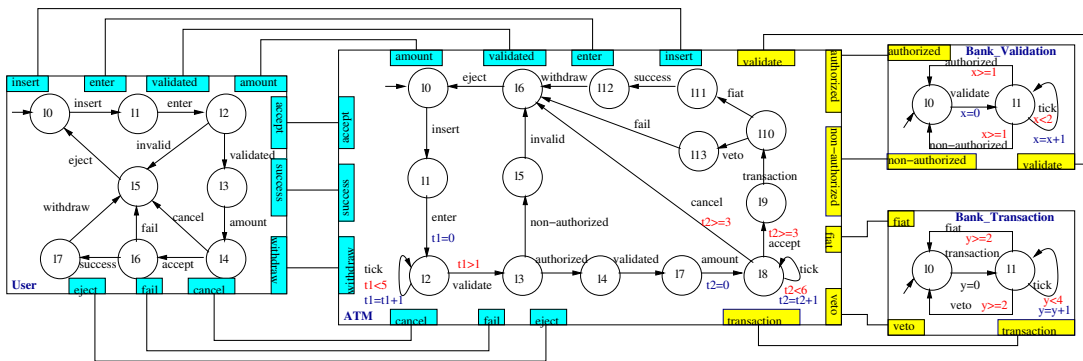 insert
enter
validated
amount
l0
insert
l1
enter
l2
accept
invalid
validated
eject
l5
l3
success
withdraw
cancel
amount
fail
l7
success
l6
accept
l4
withdraw
User
eject
fail
cancel
amount
validated
enter
insert
validate
authorized
l0
eject
l6
withdraw
l12
success
l11
fiat
accept
insert
invalid
fail
l10
l13
veto
non-authorized
l1
l5
transaction
success
cancel
l9
enter
non-authorized
t2>=3
t2>=3
fiat
t1=0
accept
withdraw
tick
t1<5
t1=t1+1
l2
t1>1
validate
l3
authorized
l4
validated
l7
amount
t2=0
l8
tick
t2<6
t2=t2+1
veto
ATM
cancel
fail
eject
transaction
authorized
Bank_Validation
authorized
x>=1
l0
validate
x=0
l1
tick
x<2
x=x+1
x>=1
non-authorized
non-authorized
validate
fiat
Bank_Transaction
fiat
y>=2
transaction
l0
y=0
l1
tick
y<4
y=y+1
veto
y>=2
veto
transaction